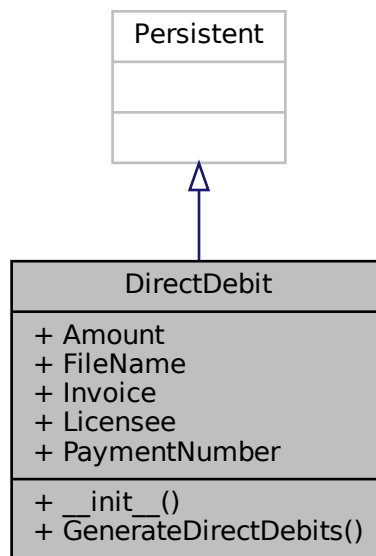 Persistent
DirectDebit
+ Amount
+ FileName
+ Invoice
+ Licensee
+ PaymentNumber
+ __init__()
+ GenerateDirectDebits()